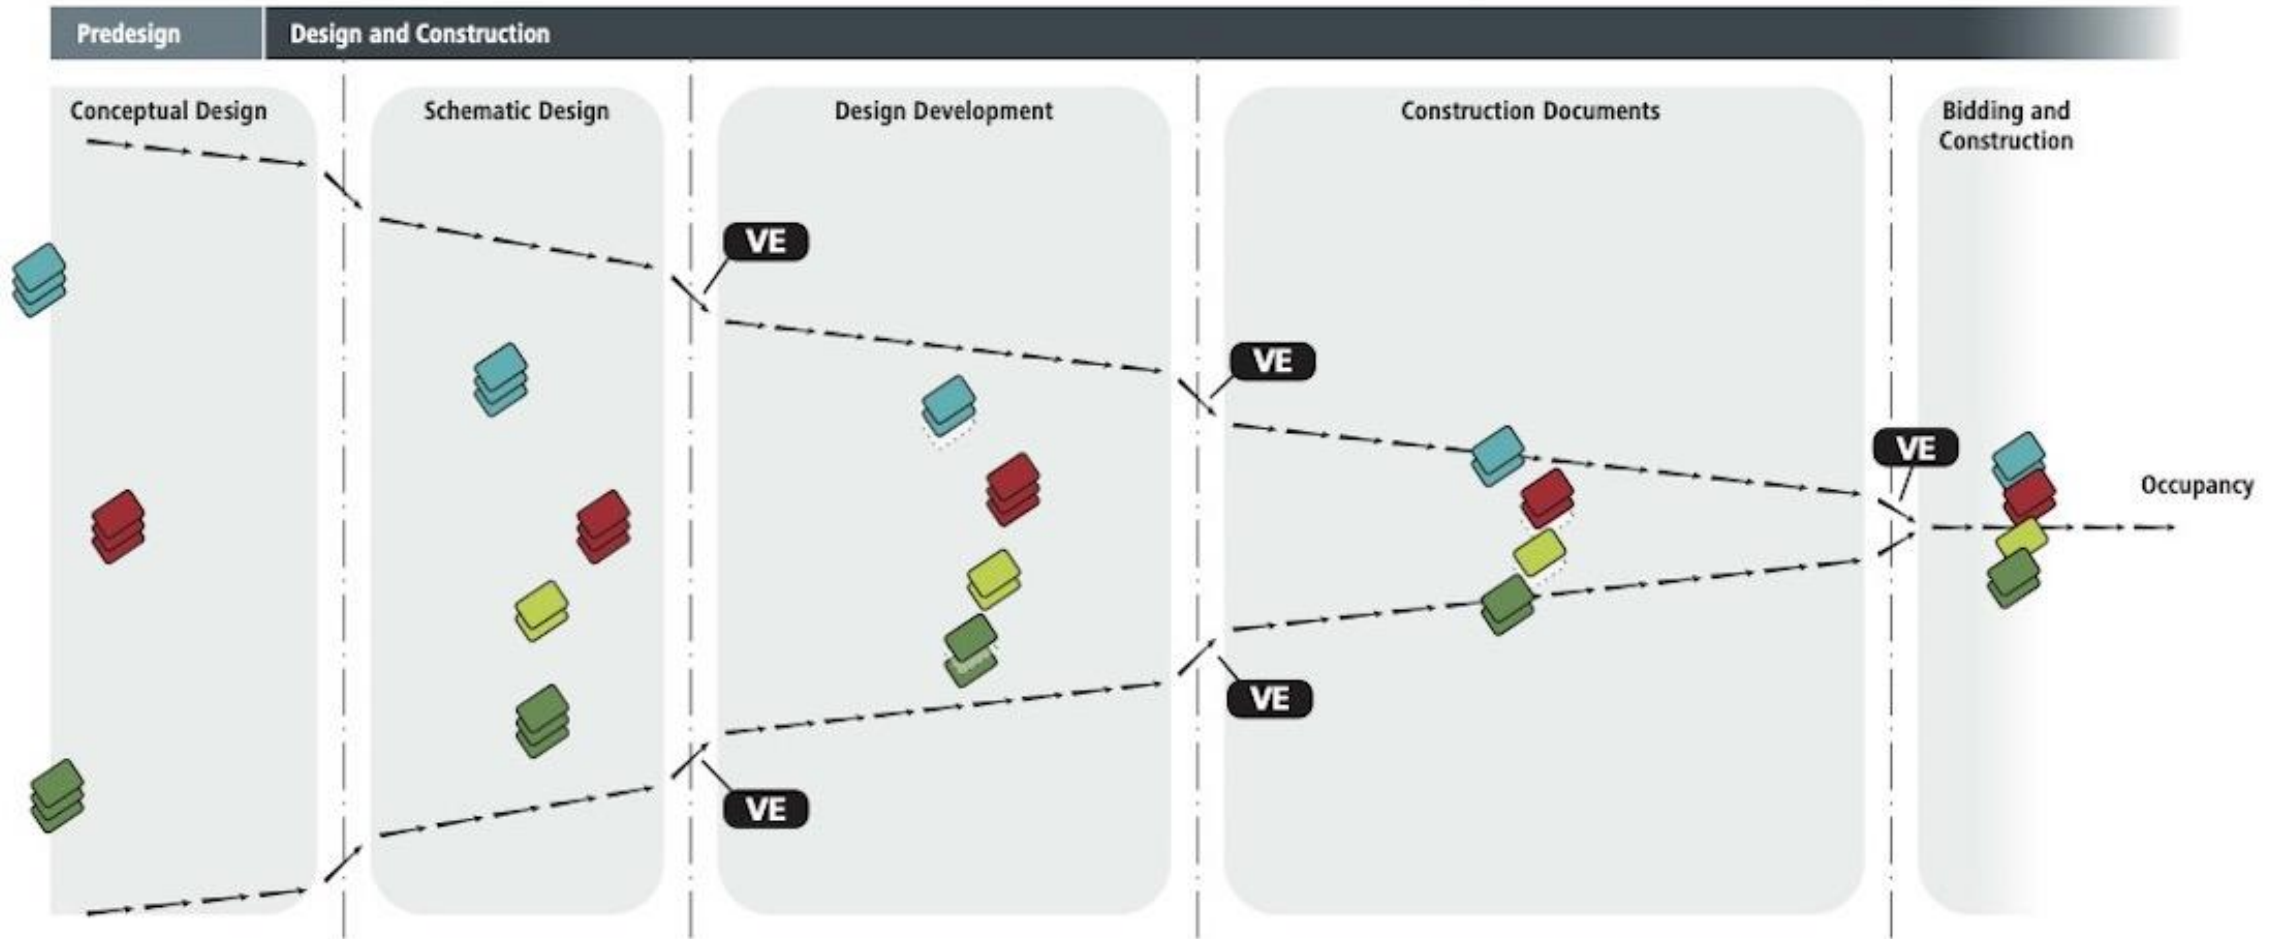 Predesign
Design and Construction
Conceptual Design
Schematic Design
Design Development
Construction Documents
Bidding and
Construction
VE
VE
VE
Occupancy
VE
VE